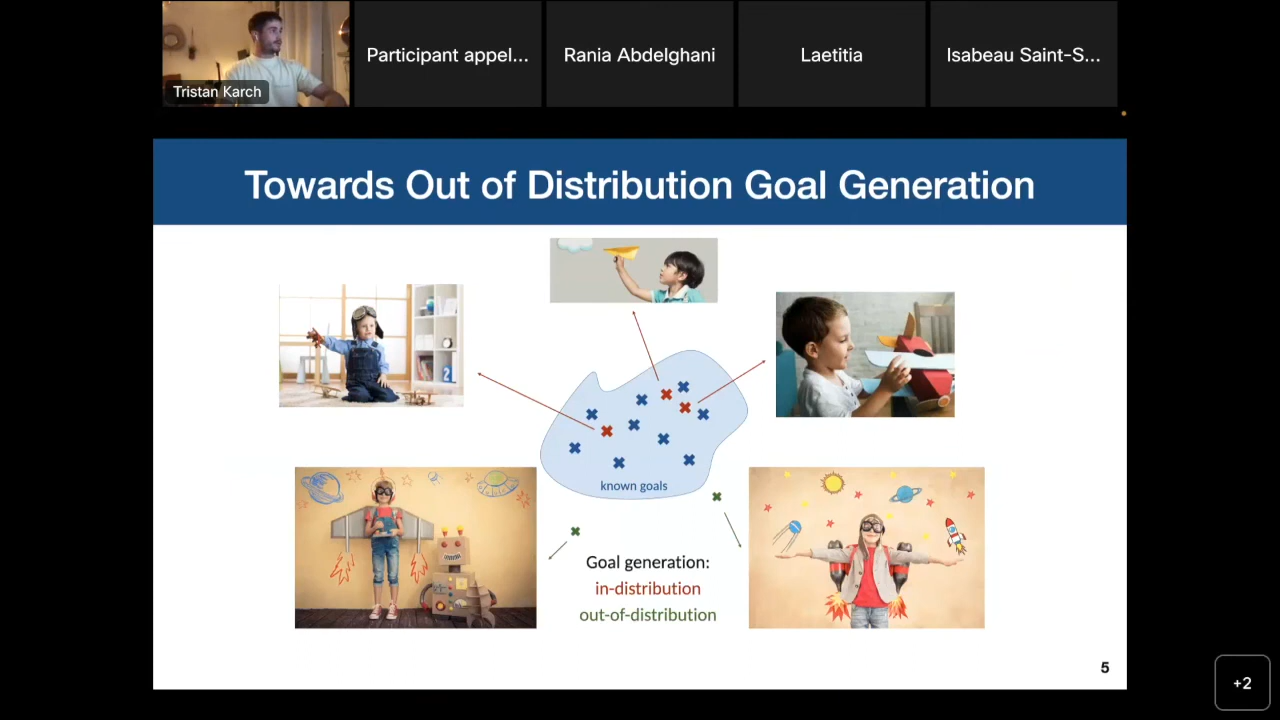 Participant appel...
Rania Abdelghani
Laetitia
Isabeau Saint-S...
Tristan Karch
Towards Out of Distribution Goal Generation
2
known goals
Goal generation:
in-distribution
out-of-distribution
5
+2